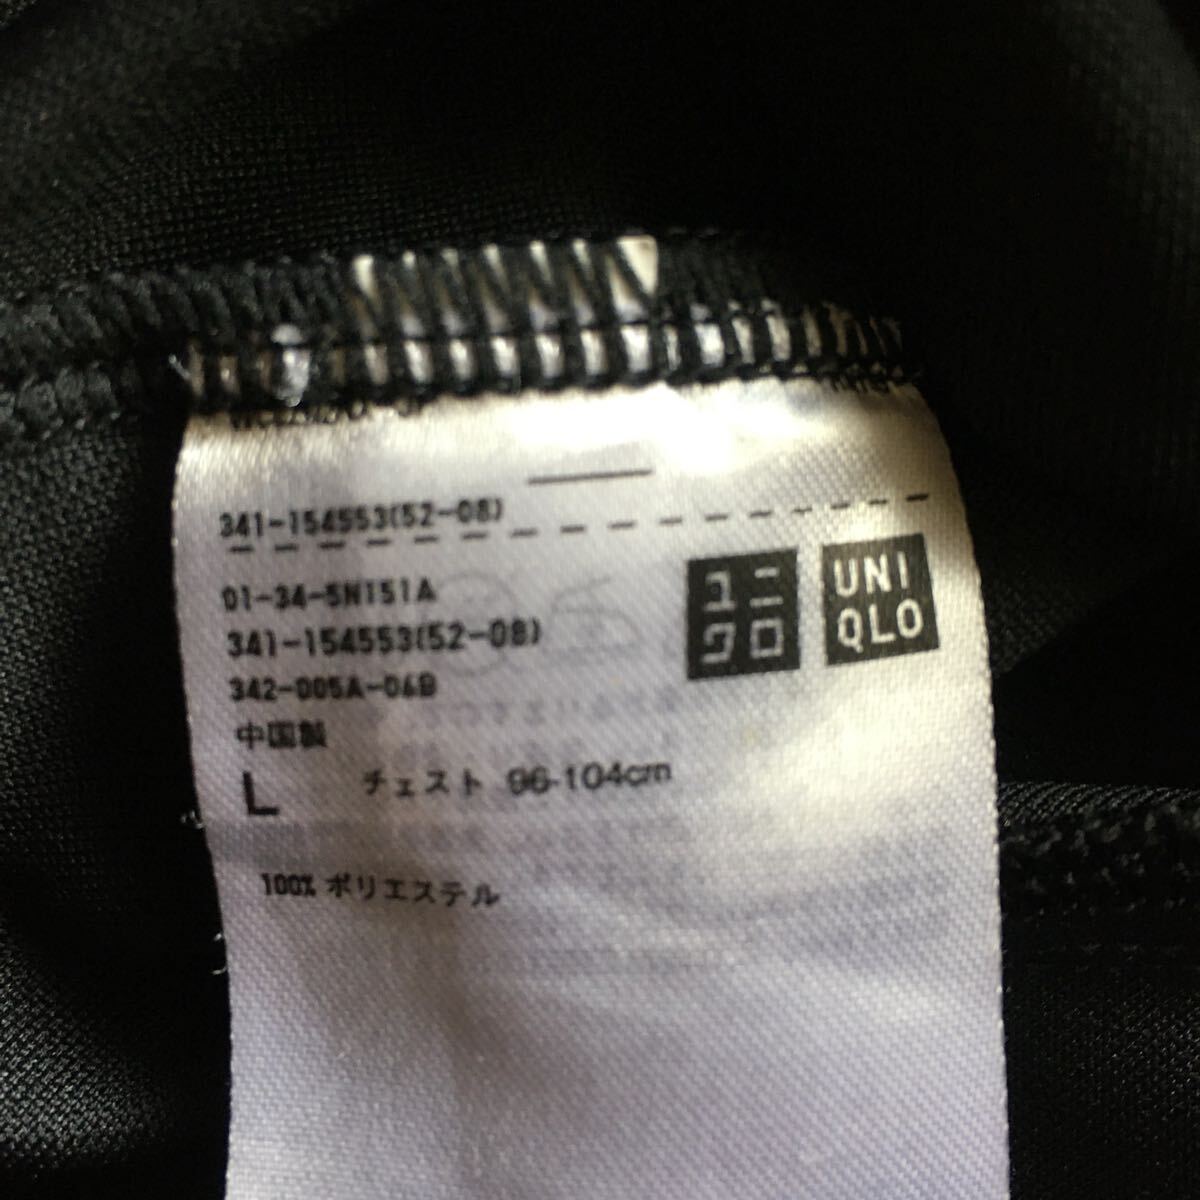 341-154553(52-08)
01-34-SN151A
341-154553(52-08)
342-005A-06B
中国製
L チェスト 96-104cm
100% ポリエステル
ユニ
クロ
UNI
QLO